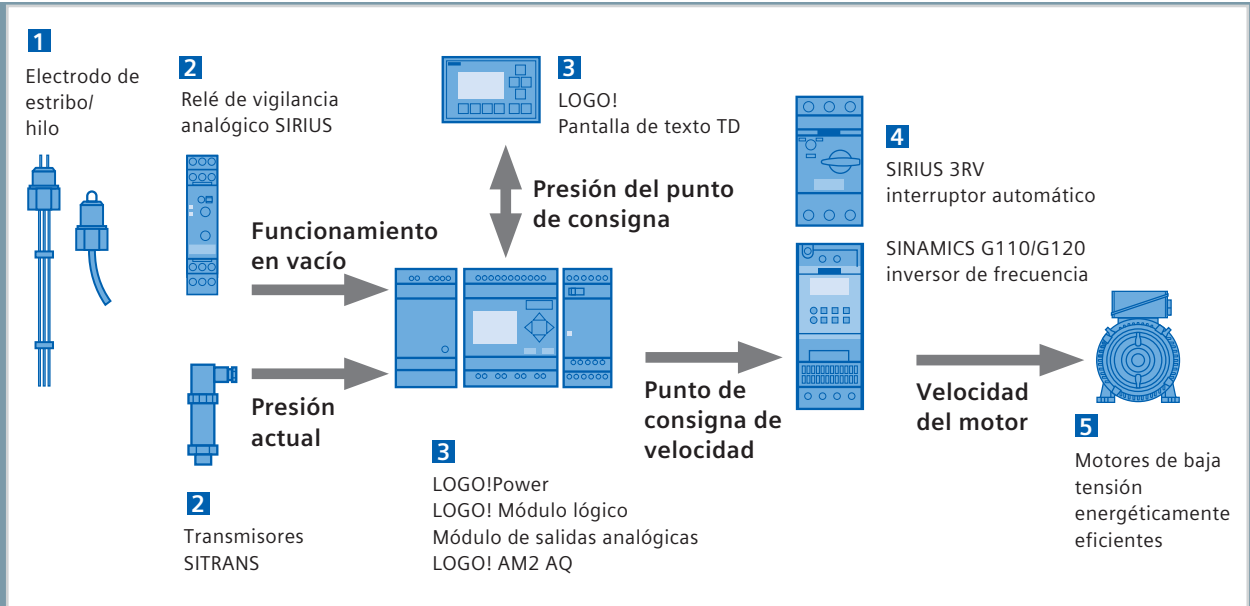 1
Electrodo de
estribo/
hilo
2
Relé de vigilancia
analógico SIRIUS
3
LOGO!
Pantalla de texto TD
4
SIRIUS 3RV
interruptor automático
SINAMICS G110/G120
inversor de frecuencia
Presión del punto
de consigna
Funcionamiento
en vacío
Presión
actual
Punto de
consigna de
velocidad
Velocidad
del motor
2
Transmisores
SITRANS
3
LOGO!Power
LOGO! Módulo lógico
Módulo de salidas analógicas
LOGO! AM2 AQ
5
Motores de baja
tensión
energéticamente
eficientes